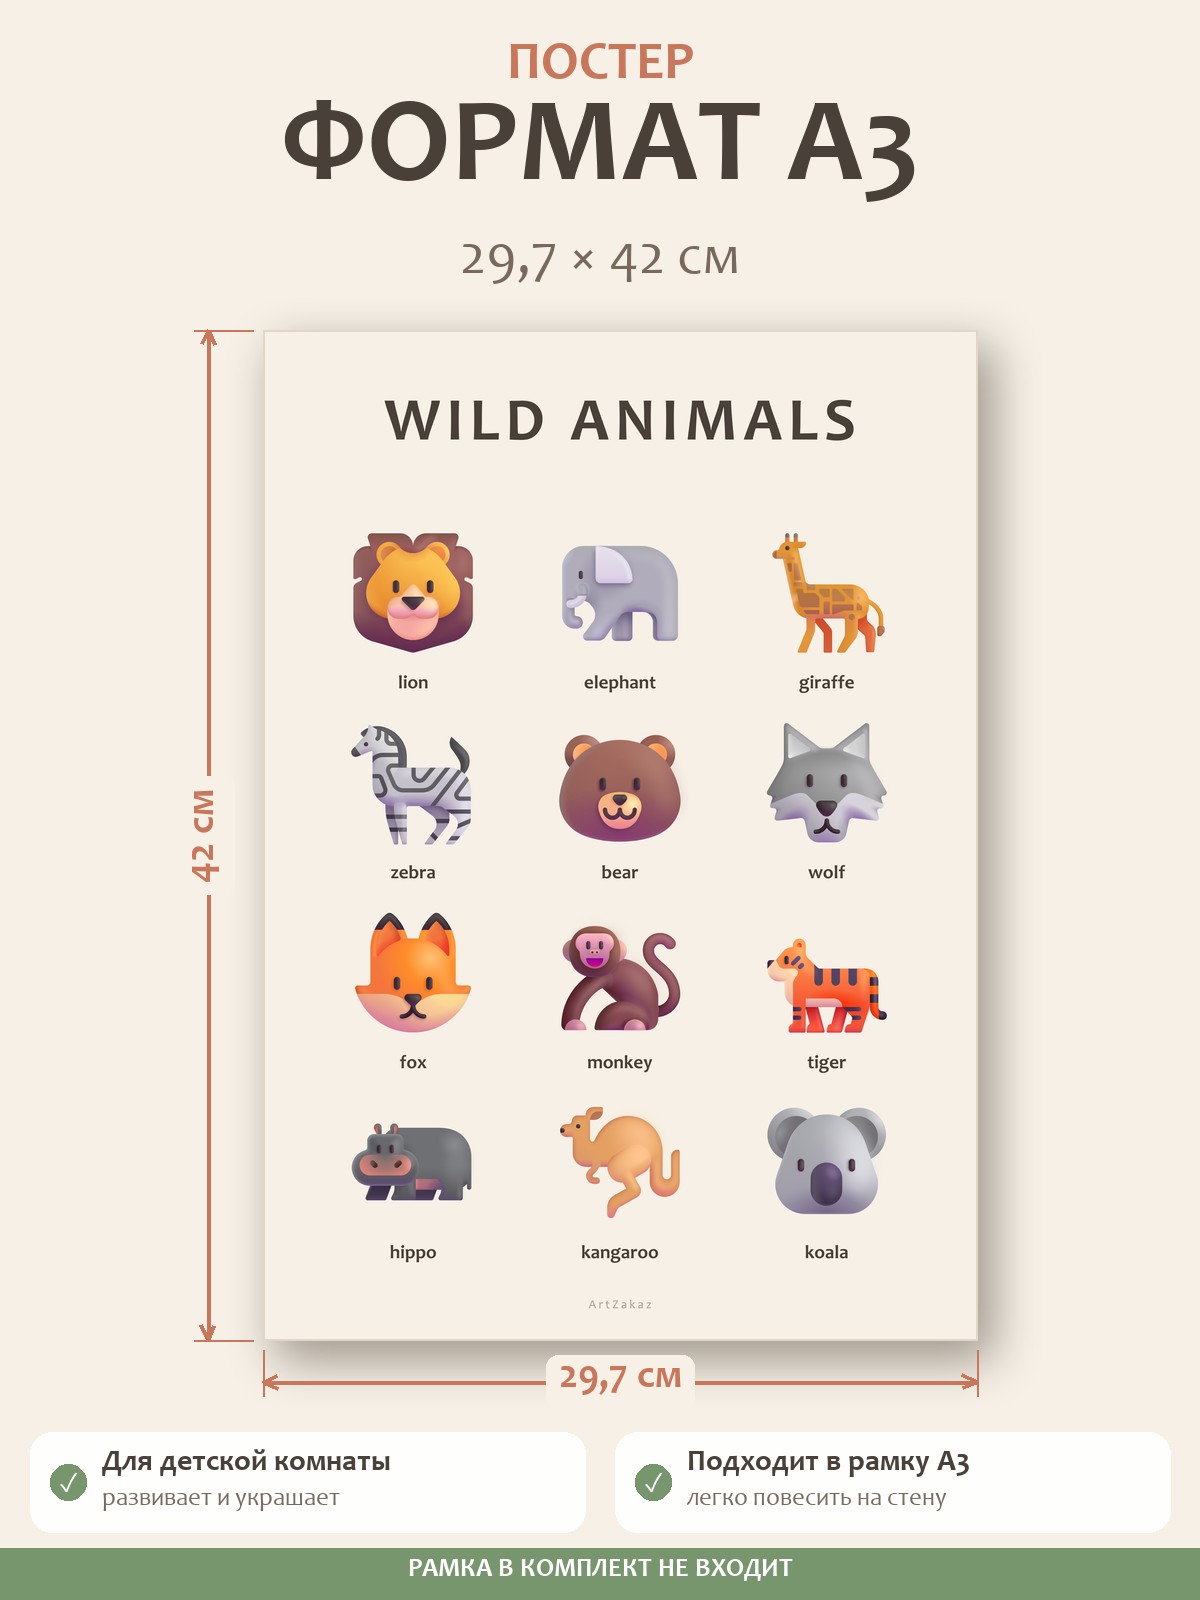 ПОСТЕР
ФОРМАТ А3
29,7 × 42 см
WILD ANIMALS
lion elephant giraffe
zebra bear wolf
42 см
fox monkey tiger
hippo kangaroo koala
ArtZakaz
29,7 см
Для детской комнаты
развивает и украшает
Подходит в рамку А3
легко повесить на стену
РАМКА В КОМПЛЕКТ НЕ ВХОДИТ